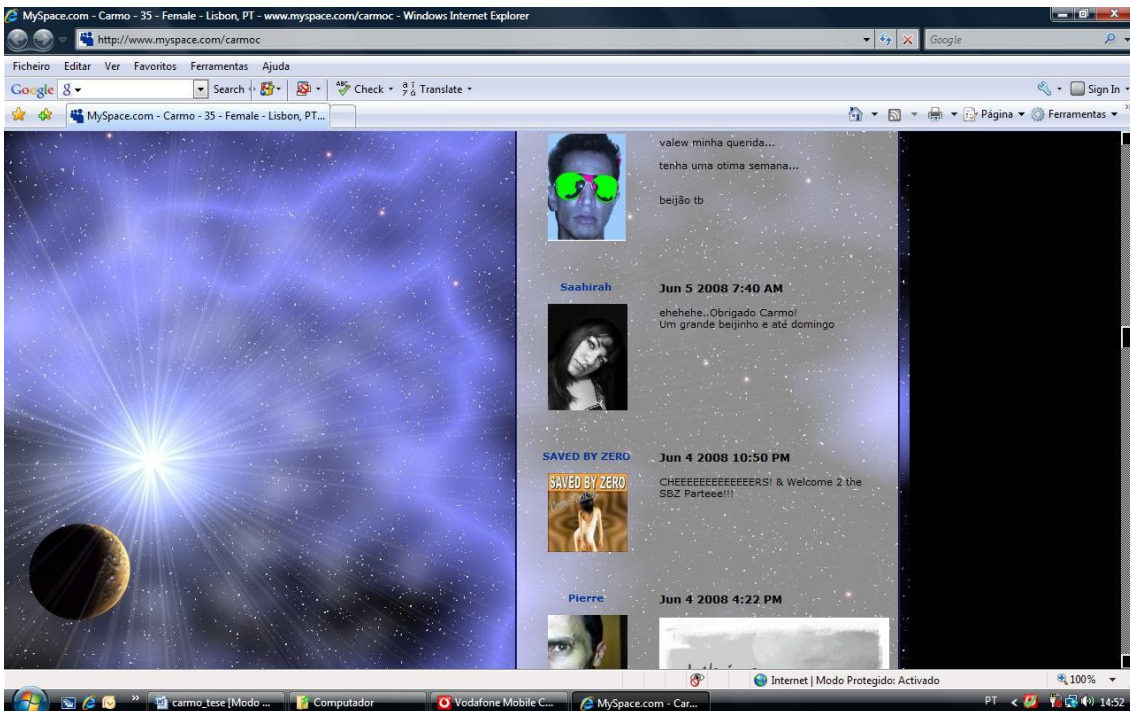 MySpace.com - Carmo - 35 - Female - Lisbon, PT - www.myspace.com/carmoc - Windows Internet Explorer
http://www.myspace.com/carmoc
Google
Ficheiro Editar Ver Favoritos Ferramentas Ajuda
Google Search Check Translate Sign In
MySpace.com - Carmo - 35 - Female - Lisbon, PT... Página Ferramentas
valew minha querida...
tenha uma otima semana...
beijão tb
Saahirah
Jun 5 2008 7:40 AM
ehehehe..Obrigado Carmo!
Um grande beijinho e até domingo
SAVED BY ZERO
Jun 4 2008 10:50 PM
SAVED BY ZERO
CHEEEEEEEEEEEEERS! & Welcome 2 the
SBZ Parteee!!!
Pierre
Jun 4 2008 4:22 PM
Internet | Modo Protegido: Activado 100%
carmo_tese [Modo ... Computador Vodafone Mobile C... MySpace.com - Car... PT 14:52